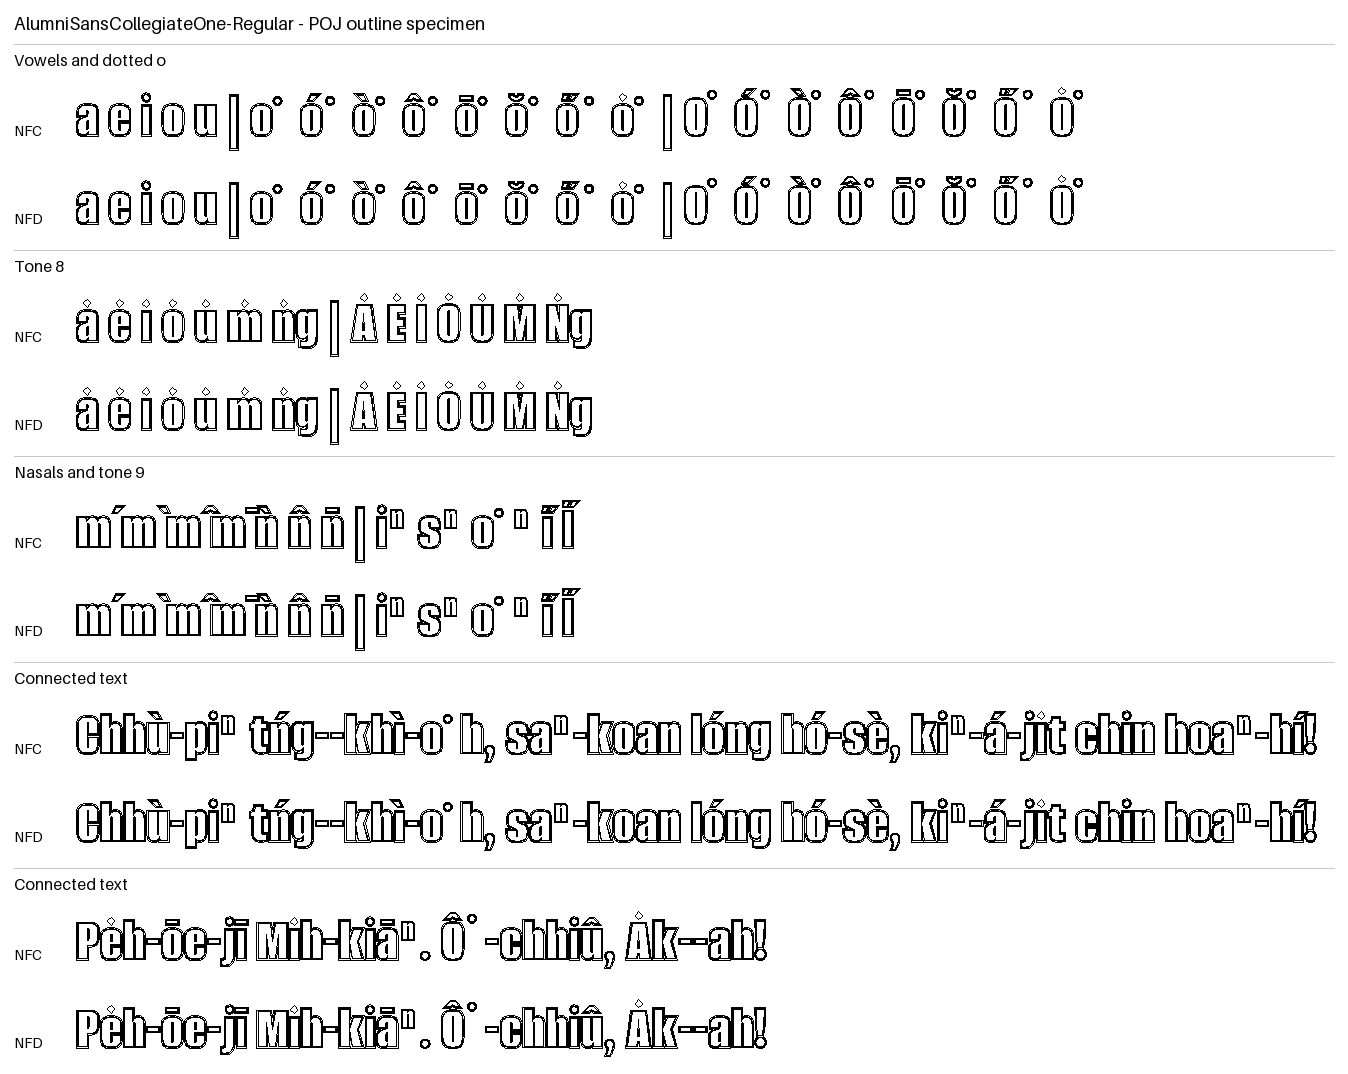 AlumniSansCollegiateOne-Regular - POJ outline specimen
Vowels and dotted o
NFC a e i o u | o͘ ó͘ ò͘ ô͘ ō͘ ŏ͘ ő͘ o̍͘ | O͘ Ó͘ Ò͘ Ô͘ Ō͘ Ŏ͘ Ő͘ O̍͘
NFD a e i o u | o͘ ó͘ ò͘ ô͘ ō͘ ŏ͘ ő͘ o̍͘ | O͘ Ó͘ Ò͘ Ô͘ Ō͘ Ŏ͘ Ő͘ O̍͘
Tone 8
NFC a̍ e̍ i̍ o̍ u̍ m̍ n̍g | A̍ E̍ I̍ O̍ U̍ M̍ N̍g
NFD a̍ e̍ i̍ o̍ u̍ m̍ n̍g | A̍ E̍ I̍ O̍ U̍ M̍ N̍g
Nasals and tone 9
NFC ḿ m̀ m̂ m̄ ǹ n̂ n̄ | iⁿ sⁿ o͘ⁿ i̋ I̋
NFD ḿ m̀ m̂ m̄ ǹ n̂ n̄ | iⁿ sⁿ o͘ⁿ i̋ I̋
Connected text
NFC Chhù-piⁿ tńg--khì-o͘h, saⁿ-koan lóng hó-sè, kiⁿ-á-ji̍t chin hoaⁿ-hí!
NFD Chhù-piⁿ tńg--khì-o͘h, saⁿ-koan lóng hó-sè, kiⁿ-á-ji̍t chin hoaⁿ-hí!
Connected text
NFC Pe̍h-ōe-jī Mi̍h-kiāⁿ. Ô͘-chhiû, A̍k--ah!
NFD Pe̍h-ōe-jī Mi̍h-kiāⁿ. Ô͘-chhiû, A̍k--ah!